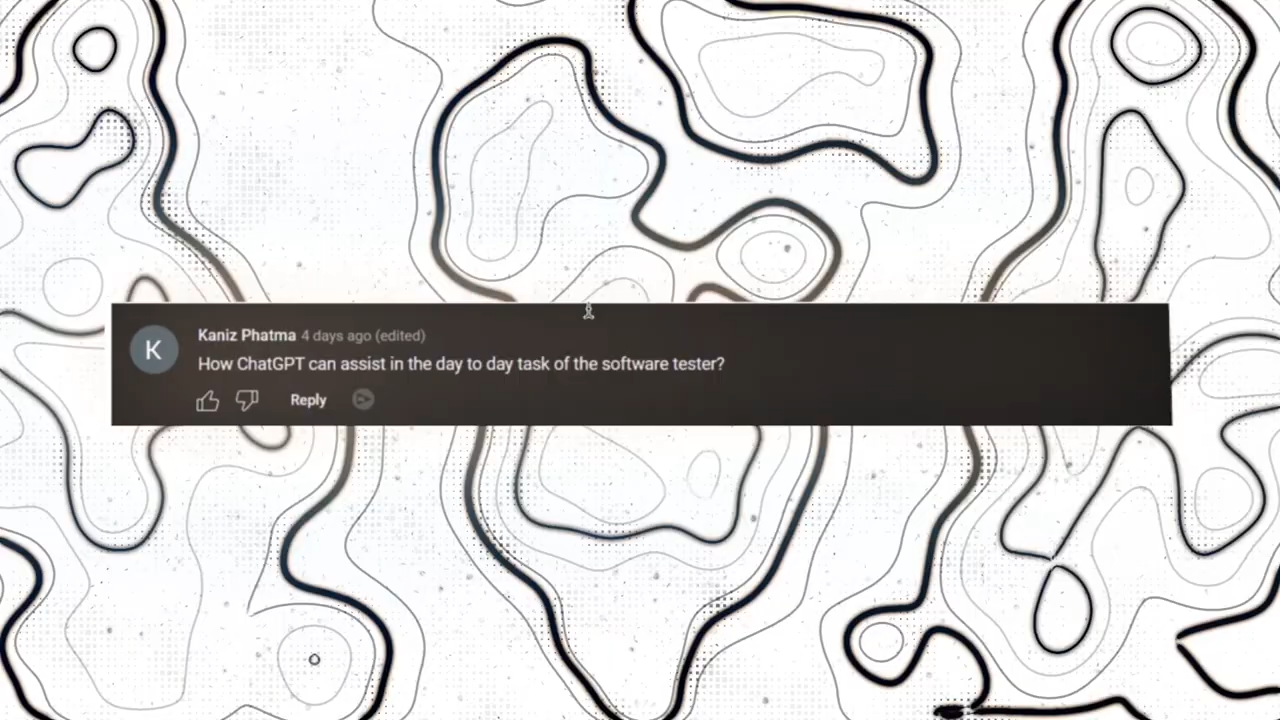 K
Kaniz Phatma 4 days ago (edited)
How ChatGPT can assist in the day to day task of the software tester?
Reply